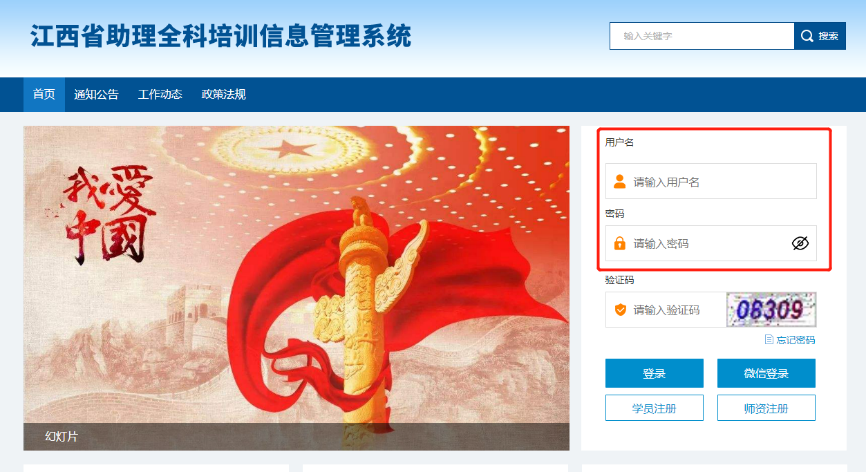 江西省助理全科培训信息管理系统
输入关键字
搜索
首页
通知公告
工作动态
政策法规
我爱
中國
幻灯片
用户名
请输入用户名
密码
请输入密码
验证码
请输入验证码
08309
忘记密码
登录
微信登录
学员注册
师资注册